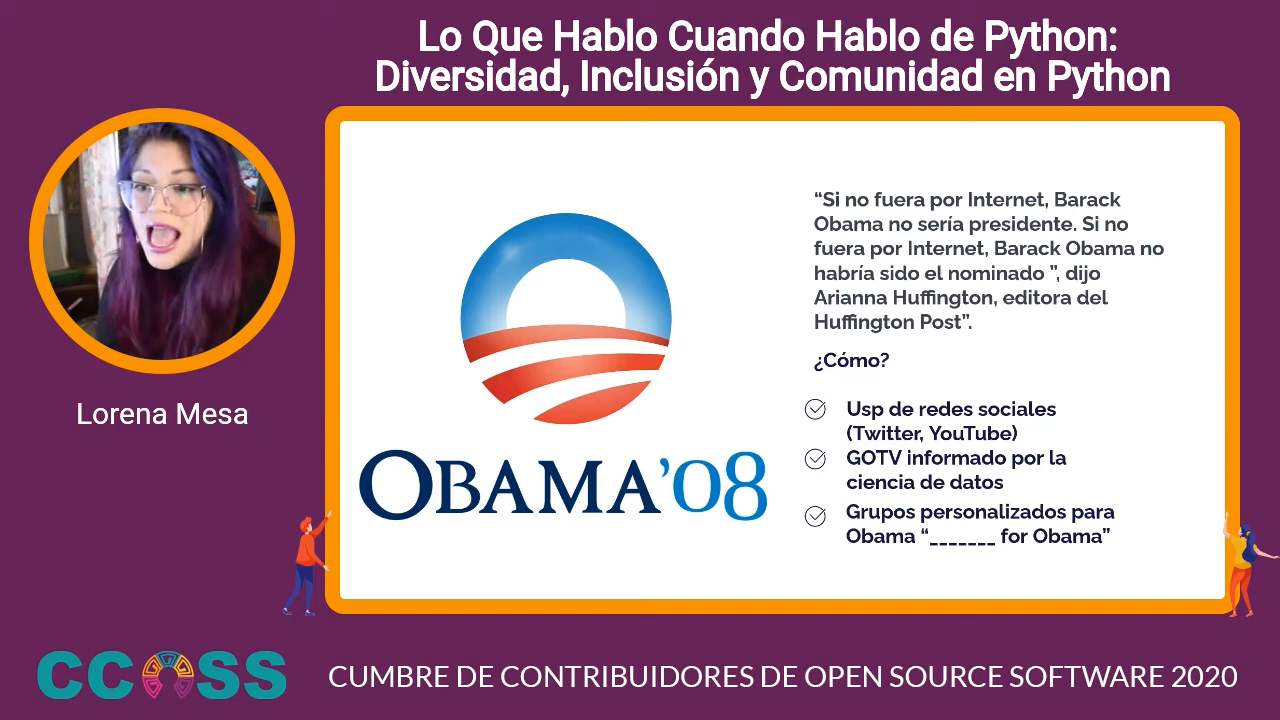 Lo Que Hablo Cuando Hablo de Python:
Diversidad, Inclusión y Comunidad en Python
Lorena Mesa
OBAMA’08
“Si no fuera por Internet, Barack
Obama no sería presidente. Si no
fuera por Internet, Barack Obama no
habría sido el nominado ”, dijo
Arianna Huffington, editora del
Huffington Post”.
¿Cómo?
Usp de redes sociales
(Twitter, YouTube)
GOTV informado por la
ciencia de datos
Grupos personalizados para
Obama “_______ for Obama”
CCOSS
CUMBRE DE CONTRIBUIDORES DE OPEN SOURCE SOFTWARE 2020